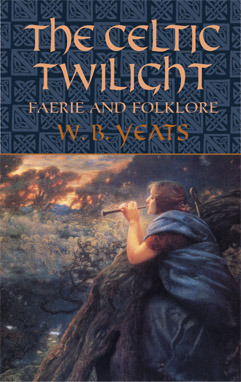 THE CELTIC
TWILIGHT
FAERIE AND FOLKLORE
W. B. YEATS